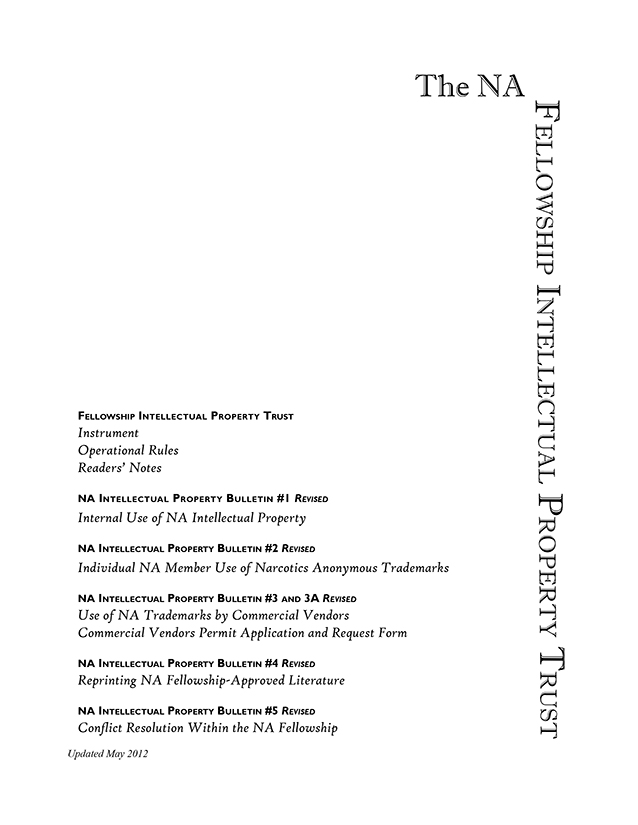 The NA
Fellowship Intellectual Property Trust
Fellowship Intellectual Property Trust
Instrument
Operational Rules
Readers' Notes
NA Intellectual Property Bulletin #1 Revised
Internal Use of NA Intellectual Property
NA Intellectual Property Bulletin #2 Revised
Individual NA Member Use of Narcotics Anonymous Trademarks
NA Intellectual Property Bulletin #3 and 3A Revised
Use of NA Trademarks by Commercial Vendors
Commercial Vendors Permit Application and Request Form
NA Intellectual Property Bulletin #4 Revised
Reprinting NA Fellowship-Approved Literature
NA Intellectual Property Bulletin #5 Revised
Conflict Resolution Within the NA Fellowship
Updated May 2012